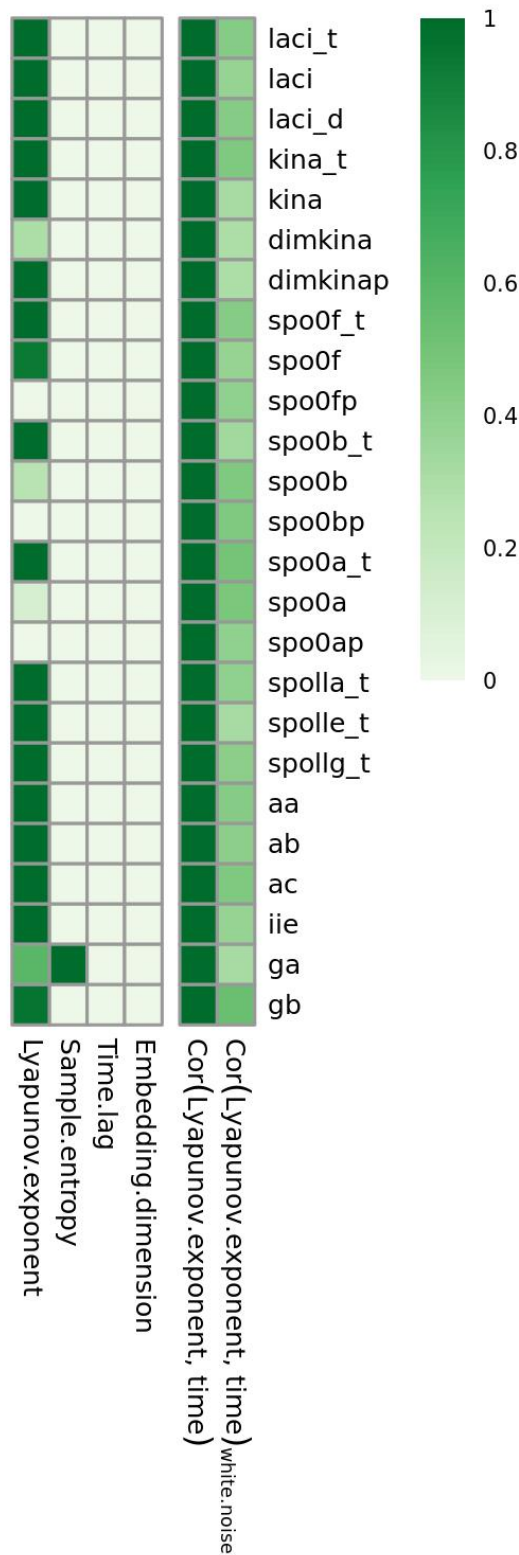 laci_t
laci
laci_d
kina_t
kina
dimkina
dimkinap
spo0f_t
spo0f
spo0fp
spo0b_t
spo0b
spo0bp
spo0a_t
spo0a
spo0ap
spolla_t
spolle_t
spollg_t
aa
ab
ac
iie
ga
gb
1
0.8
0.6
0.4
0.2
0
Lyapunov.exponent
Sample.entropy
Time.lag
Embedding.dimension
Cor(Lyapunov.exponent, time)
Cor(Lyapunov.exponent, time)white.noise